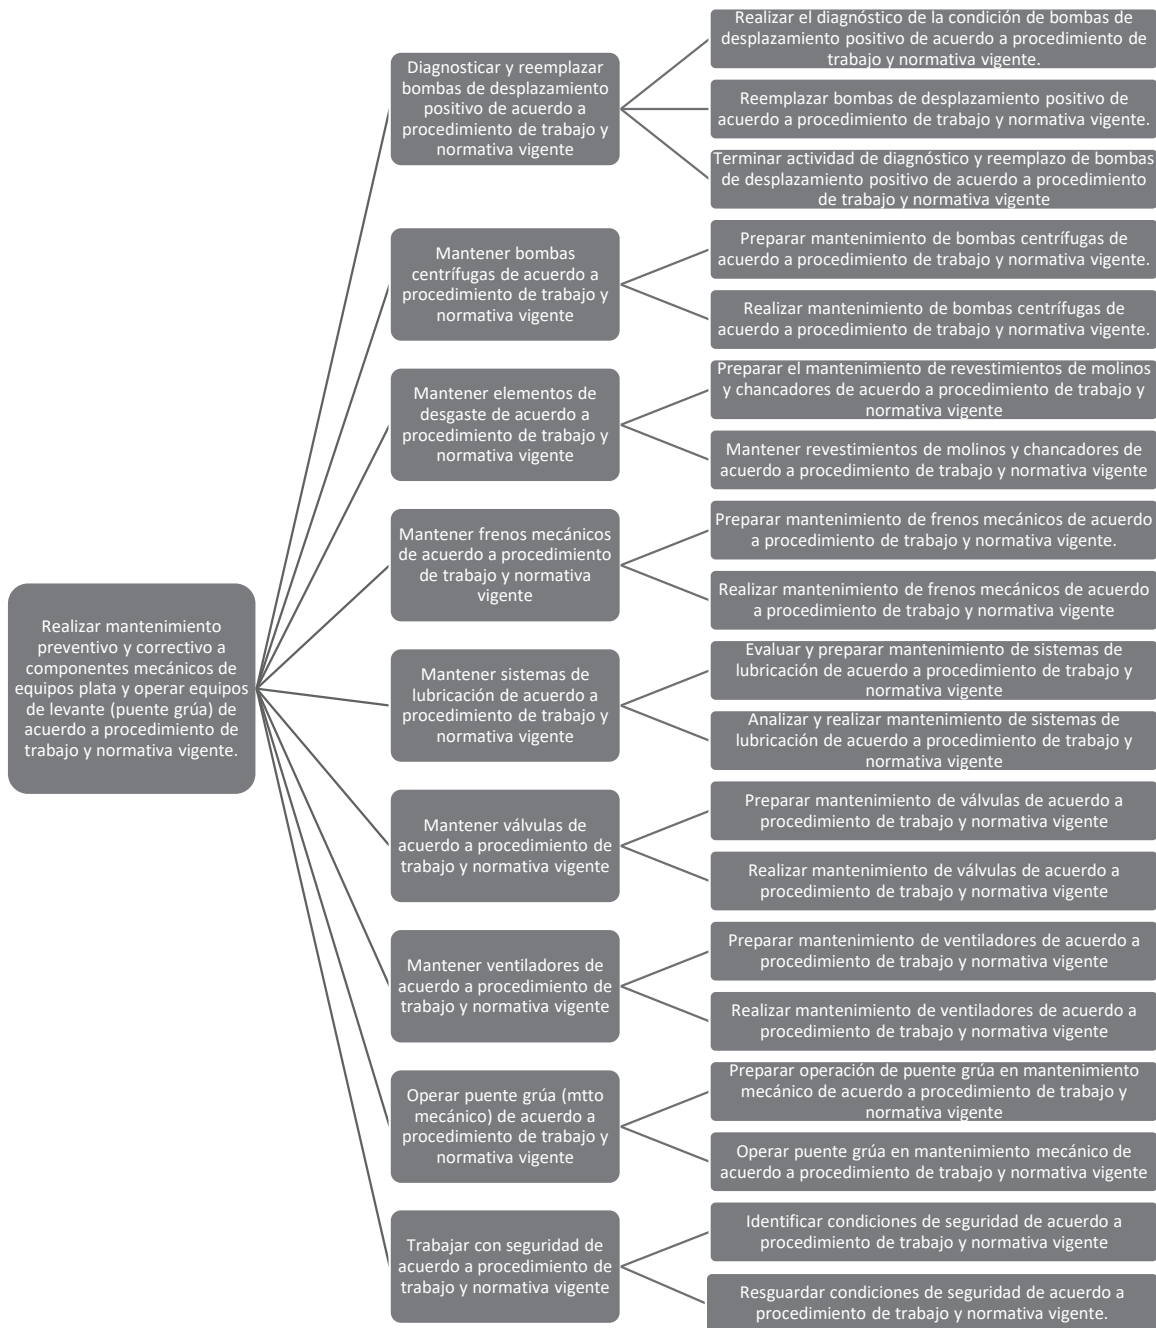 Realizar mantenimiento
preventivo y correctivo a
componentes mecánicos de
equipos plata y operar equipos
de levante (puente grúa) de
acuerdo a procedimiento de
trabajo y normativa vigente.
Diagnosticar y reemplazar
bombas de desplazamiento
positivo de acuerdo a
procedimiento de trabajo y
normativa vigente
Realizar el diagnóstico de la condición de bombas de
desplazamiento positivo de acuerdo a procedimiento de
trabajo y normativa vigente.
Reemplazar bombas de desplazamiento positivo de
acuerdo a procedimiento de trabajo y normativa vigente.
Terminar actividad de diagnóstico y reemplazo de bombas
de desplazamiento positivo de acuerdo a procedimiento
de trabajo y normativa vigente
Mantener bombas
centrífugas de acuerdo a
procedimiento de trabajo y
normativa vigente
Preparar mantenimiento de bombas centrífugas de
acuerdo a procedimiento de trabajo y normativa vigente.
Realizar mantenimiento de bombas centrífugas de
acuerdo a procedimiento de trabajo y normativa vigente.
Mantener elementos de
desgaste de acuerdo a
procedimiento de trabajo y
normativa vigente
Preparar el mantenimiento de revestimientos de molinos
y chancadores de acuerdo a procedimiento de trabajo y
normativa vigente
Mantener revestimientos de molinos y chancadores de
acuerdo a procedimiento de trabajo y normativa vigente
Mantener frenos mecánicos
de acuerdo a procedimiento
de trabajo y normativa
vigente
Preparar mantenimiento de frenos mecánicos de acuerdo
a procedimiento de trabajo y normativa vigente.
Realizar mantenimiento de frenos mecánicos de acuerdo
a procedimiento de trabajo y normativa vigente
Mantener sistemas de
lubricación de acuerdo a
procedimiento de trabajo y
normativa vigente
Evaluar y preparar mantenimiento de sistemas de
lubricación de acuerdo a procedimiento de trabajo y
normativa vigente
Analizar y realizar mantenimiento de sistemas de
lubricación de acuerdo a procedimiento de trabajo y
normativa vigente
Mantener válvulas de
acuerdo a procedimiento de
trabajo y normativa vigente
Preparar mantenimiento de válvulas de acuerdo a
procedimiento de trabajo y normativa vigente
Realizar mantenimiento de válvulas de acuerdo a
procedimiento de trabajo y normativa vigente
Mantener ventiladores de
acuerdo a procedimiento de
trabajo y normativa vigente
Preparar mantenimiento de ventiladores de acuerdo a
procedimiento de trabajo y normativa vigente
Realizar mantenimiento de ventiladores de acuerdo a
procedimiento de trabajo y normativa vigente
Operar puente grúa (mtto
mecánico) de acuerdo a
procedimiento de trabajo y
normativa vigente
Preparar operación de puente grúa en mantenimiento
mecánico de acuerdo a procedimiento de trabajo y
normativa vigente
Operar puente grúa en mantenimiento mecánico de
acuerdo a procedimiento de trabajo y normativa vigente
Trabajar con seguridad de
acuerdo a procedimiento de
trabajo y normativa vigente
Identificar condiciones de seguridad de acuerdo a
procedimiento de trabajo y normativa vigente
Resguardar condiciones de seguridad de acuerdo a
procedimiento de trabajo y normativa vigente.